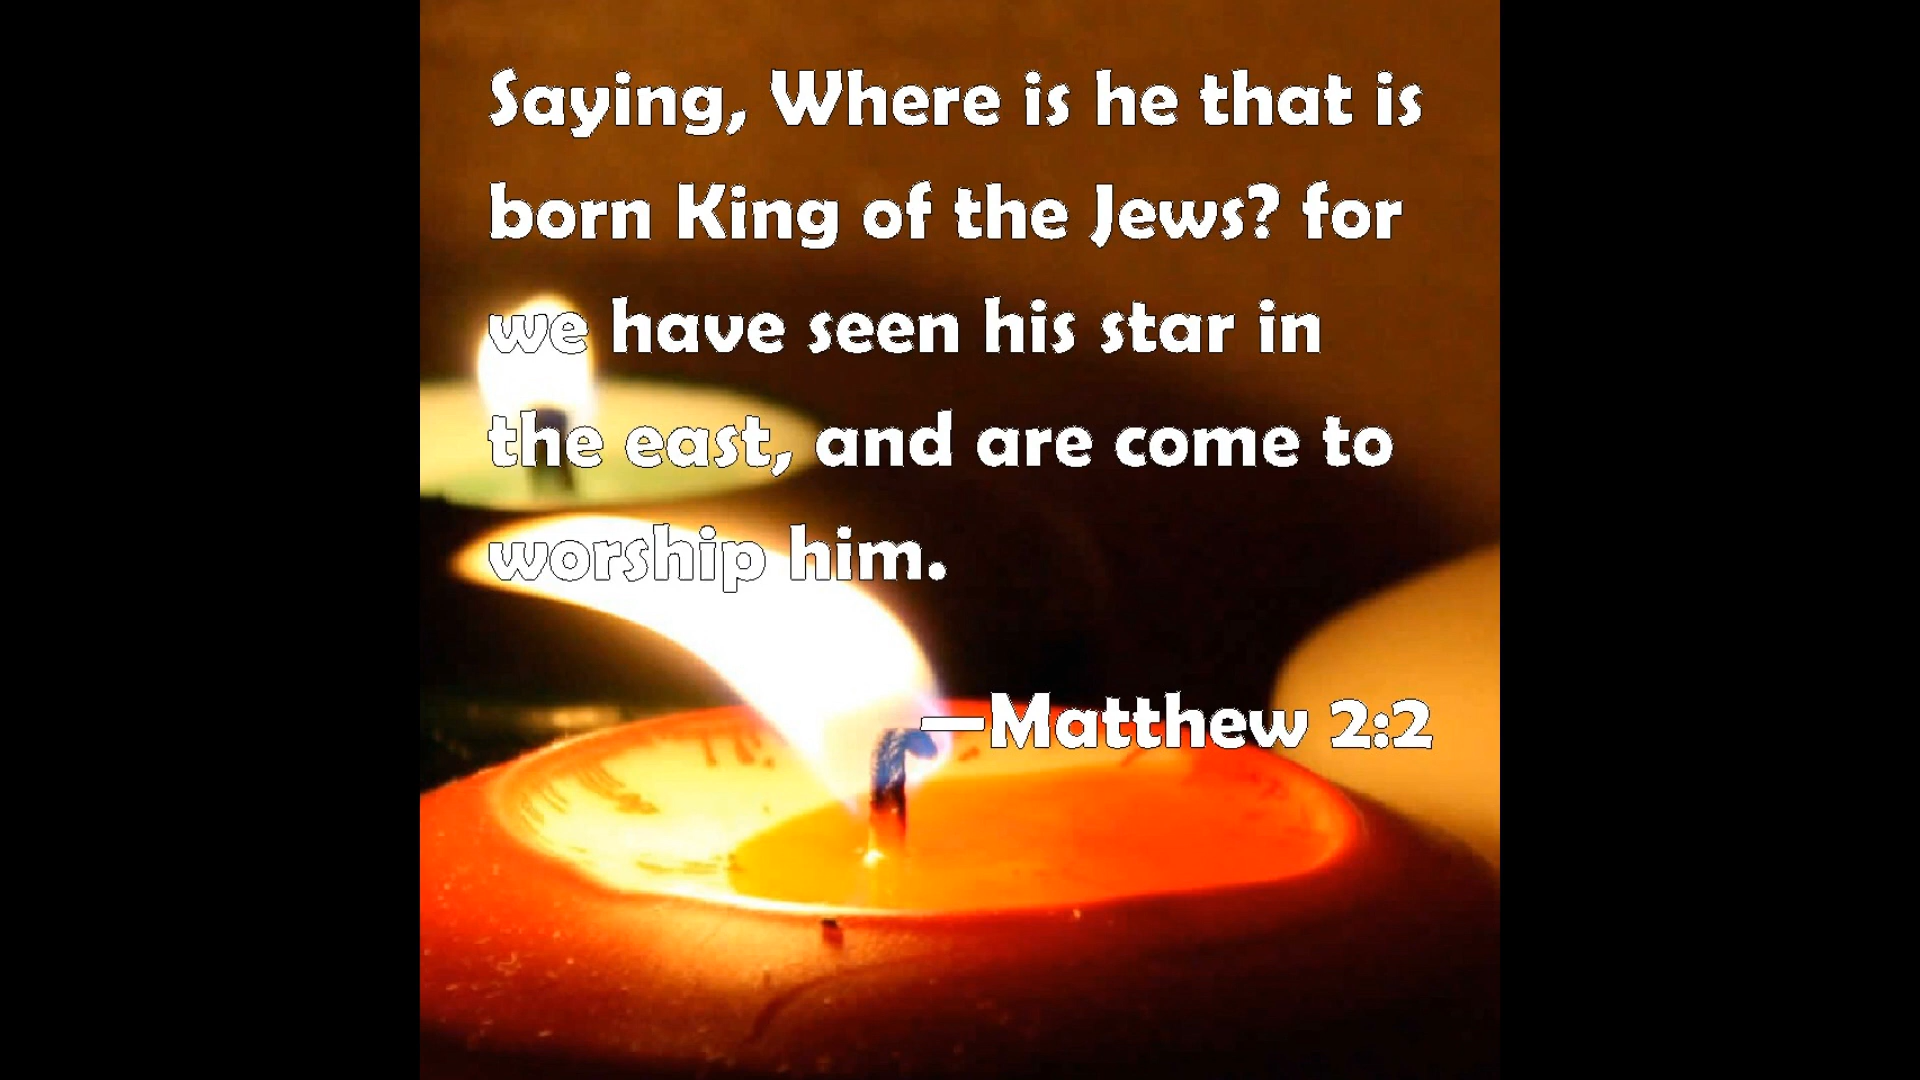 Saying, Where is he that is
born King of the Jews? for
we have seen his star in
the east, and are come to
worship him.
—Matthew 2:2